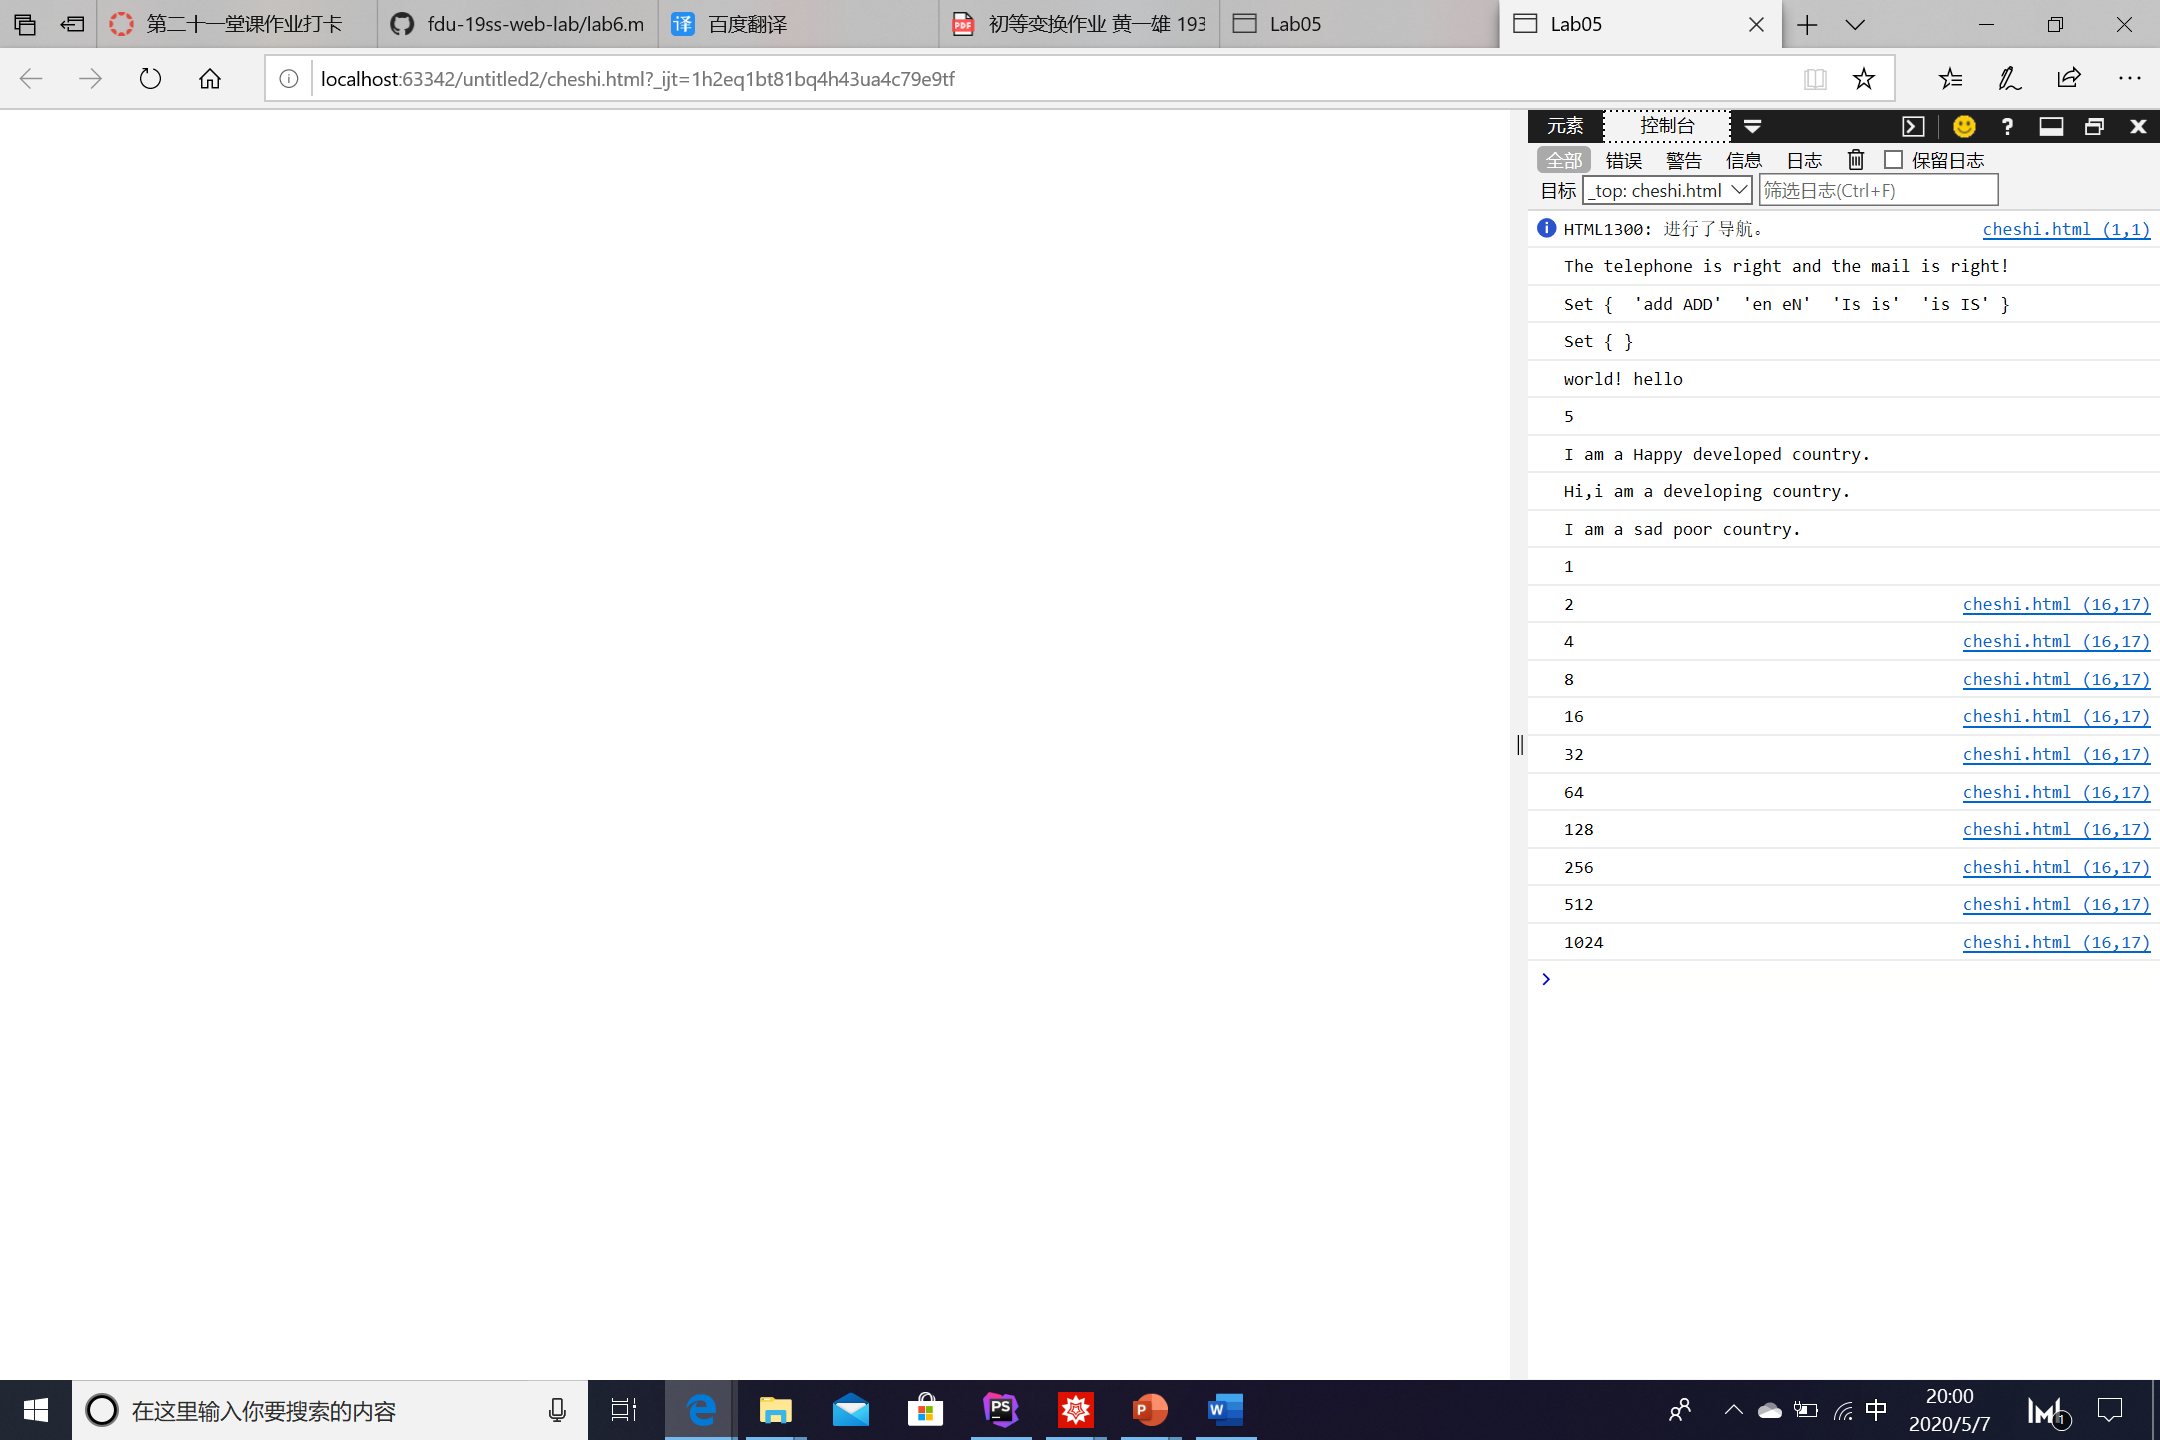 第二十一堂课作业打卡
fdu-19ss-web-lab/lab6.m
百度翻译
初等变换作业 黄一雄 193
Lab05
Lab05
localhost:63342/untitled2/cheshi.html?_ijt=1h2eq1bt81bq4h43ua4c79e9tf
元素 控制台
全部 错误 警告 信息 日志 保留日志
目标 _top: cheshi.html 筛选日志(Ctrl+F)
HTML1300: 进行了导航。 cheshi.html (1,1)
The telephone is right and the mail is right!
Set {  'add ADD'  'en eN'  'Is is'  'is IS' }
Set { }
world! hello
5
I am a Happy developed country.
Hi,i am a developing country.
I am a sad poor country.
1
2 cheshi.html (16,17)
4 cheshi.html (16,17)
8 cheshi.html (16,17)
16 cheshi.html (16,17)
32 cheshi.html (16,17)
64 cheshi.html (16,17)
128 cheshi.html (16,17)
256 cheshi.html (16,17)
512 cheshi.html (16,17)
1024 cheshi.html (16,17)
在这里输入你要搜索的内容
中
20:00
2020/5/7